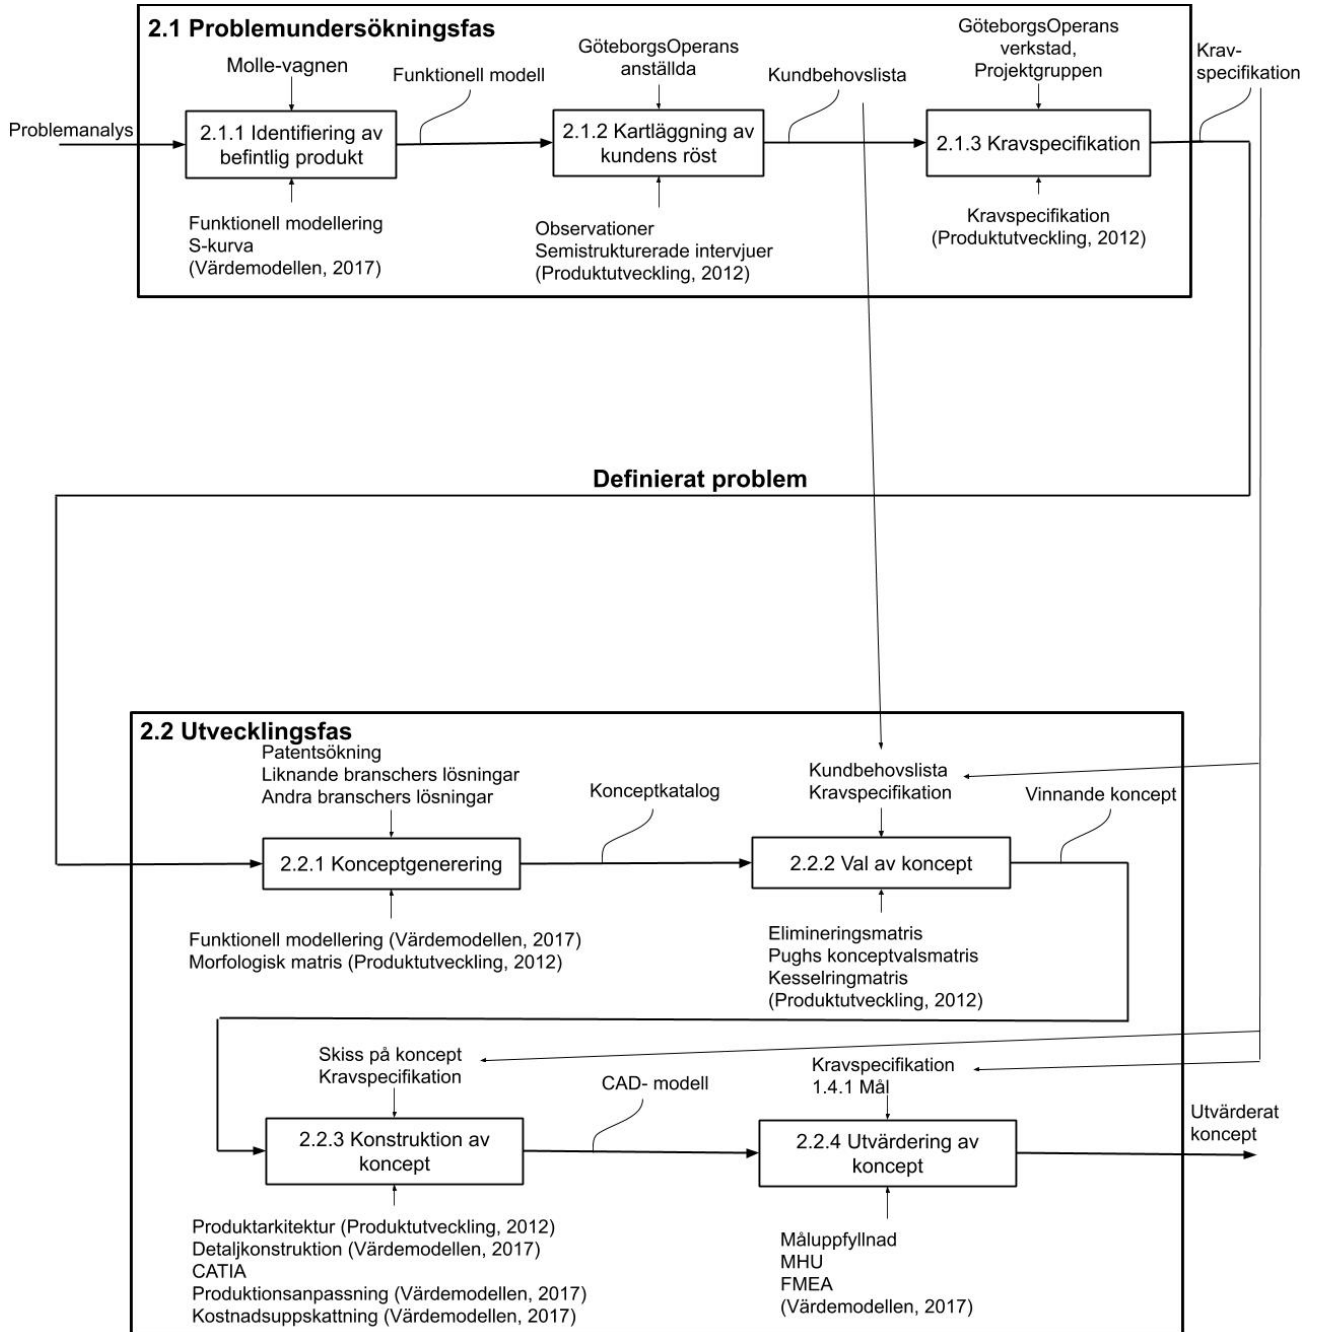 2.1 Problemundersökningsfas
Molle-vagnen
Funktionell modell
GöteborgsOperans
anställda
Kundbehovslista
GöteborgsOperans
verkstad,
Projektgruppen
Krav-
specifikation
Problemanalys
2.1.1 Identifiering av
befintlig produkt
2.1.2 Kartläggning av
kundens röst
2.1.3 Kravspecifikation
Funktionell modellering
S-kurva
(Värdemodellen, 2017)
Observationer
Semistrukturerade intervjuer
(Produktutveckling, 2012)
Kravspecifikation
(Produktutveckling, 2012)
Definierat problem
2.2 Utvecklingsfas
Patentsökning
Liknande branschers lösningar
Andra branschers lösningar
Konceptkatalog
Kundbehovslista
Kravspecifikation
Vinnande koncept
2.2.1 Konceptgenerering
2.2.2 Val av koncept
Funktionell modellering (Värdemodellen, 2017)
Morfologisk matris (Produktutveckling, 2012)
Elimineringsmatris
Pughs konceptvalsmatris
Kesselringmatris
(Produktutveckling, 2012)
Skiss på koncept
Kravspecifikation
CAD- modell
Kravspecifikation
1.4.1 Mål
Utvärderat
koncept
2.2.3 Konstruktion av
koncept
2.2.4 Utvärdering av
koncept
Produktarkitektur (Produktutveckling, 2012)
Detaljkonstruktion (Värdemodellen, 2017)
CATIA
Produktionsanpassning (Värdemodellen, 2017)
Kostnadsuppskattning (Värdemodellen, 2017)
Måluppfyllnad
MHU
FMEA
(Värdemodellen, 2017)